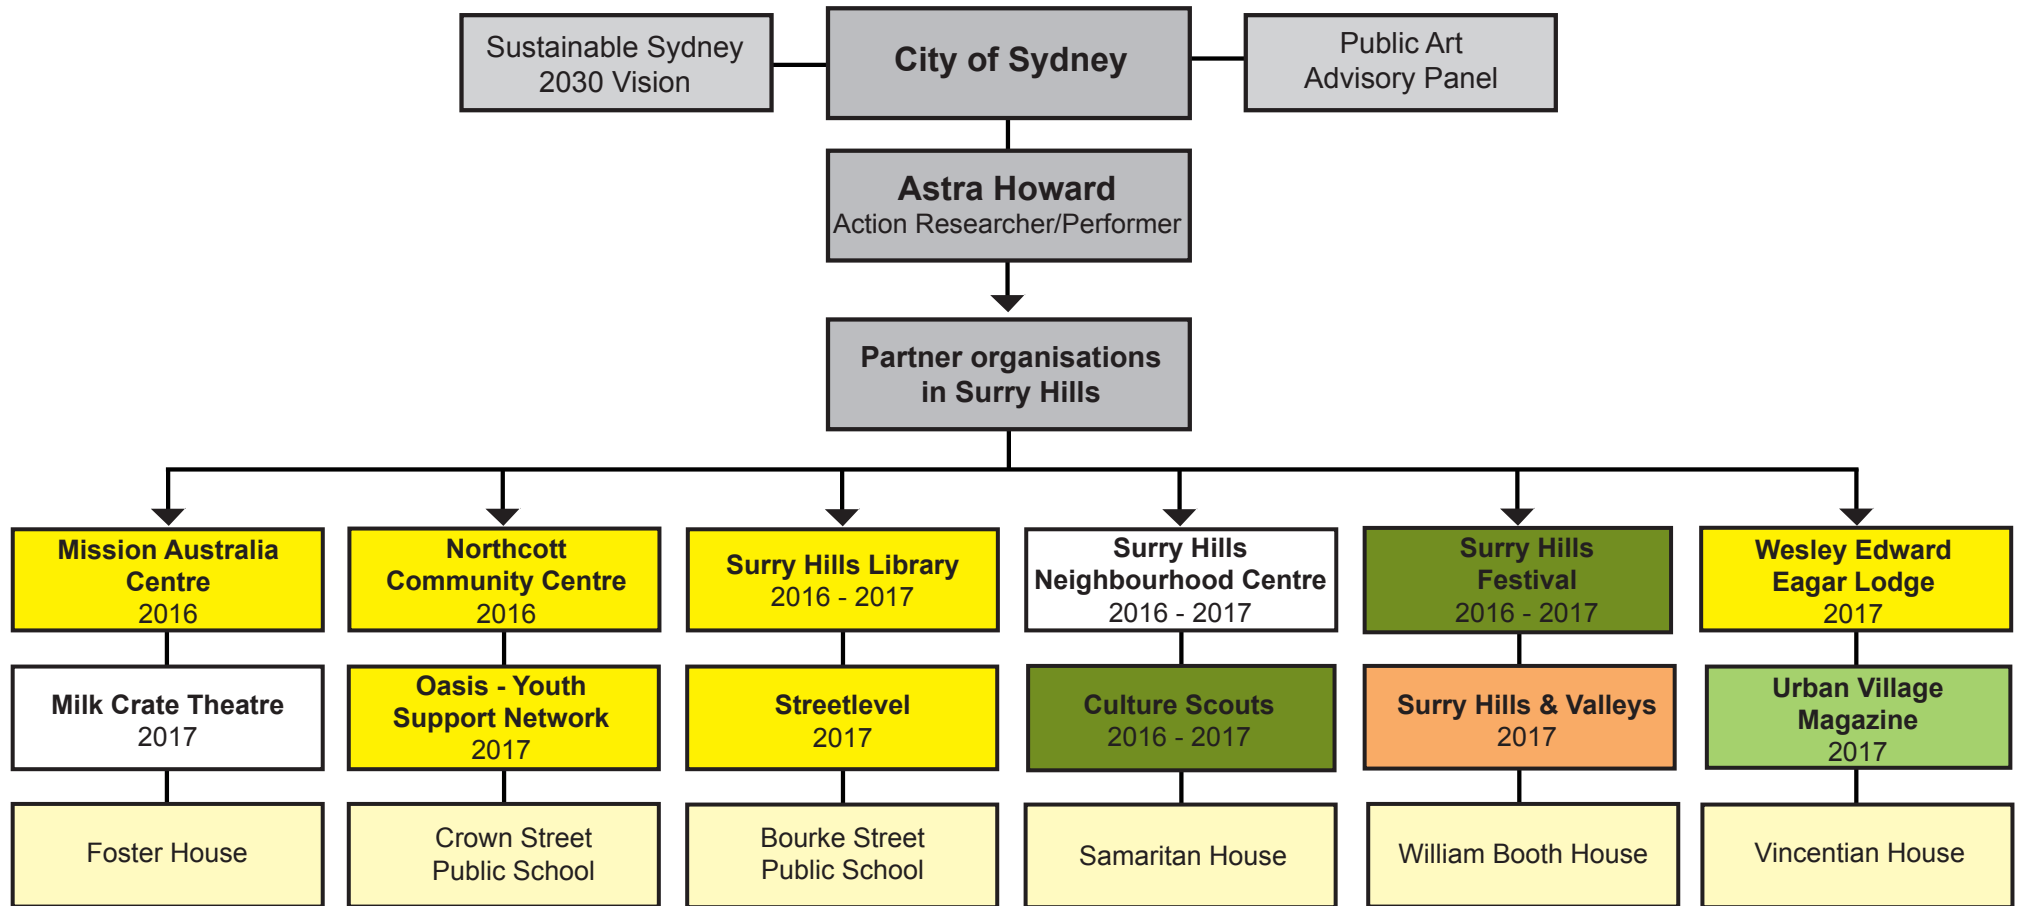 Sustainable Sydney
2030 Vision
City of Sydney
Public Art
Advisory Panel
Astra Howard
Action Researcher/Performer
Partner organisations
in Surry Hills
Mission Australia
Centre
2016
Northcott
Community Centre
2016
Surry Hills Library
2016 - 2017
Surry Hills
Neighbourhood Centre
2016 - 2017
Surry Hills
Festival
2016 - 2017
Wesley Edward
Eagar Lodge
2017
Milk Crate Theatre
2017
Oasis - Youth
Support Network
2017
Streetlevel
2017
Culture Scouts
2016 - 2017
Surry Hills & Valleys
2017
Urban Village
Magazine
2017
Foster House
Crown Street
Public School
Bourke Street
Public School
Samaritan House
William Booth House
Vincentian House